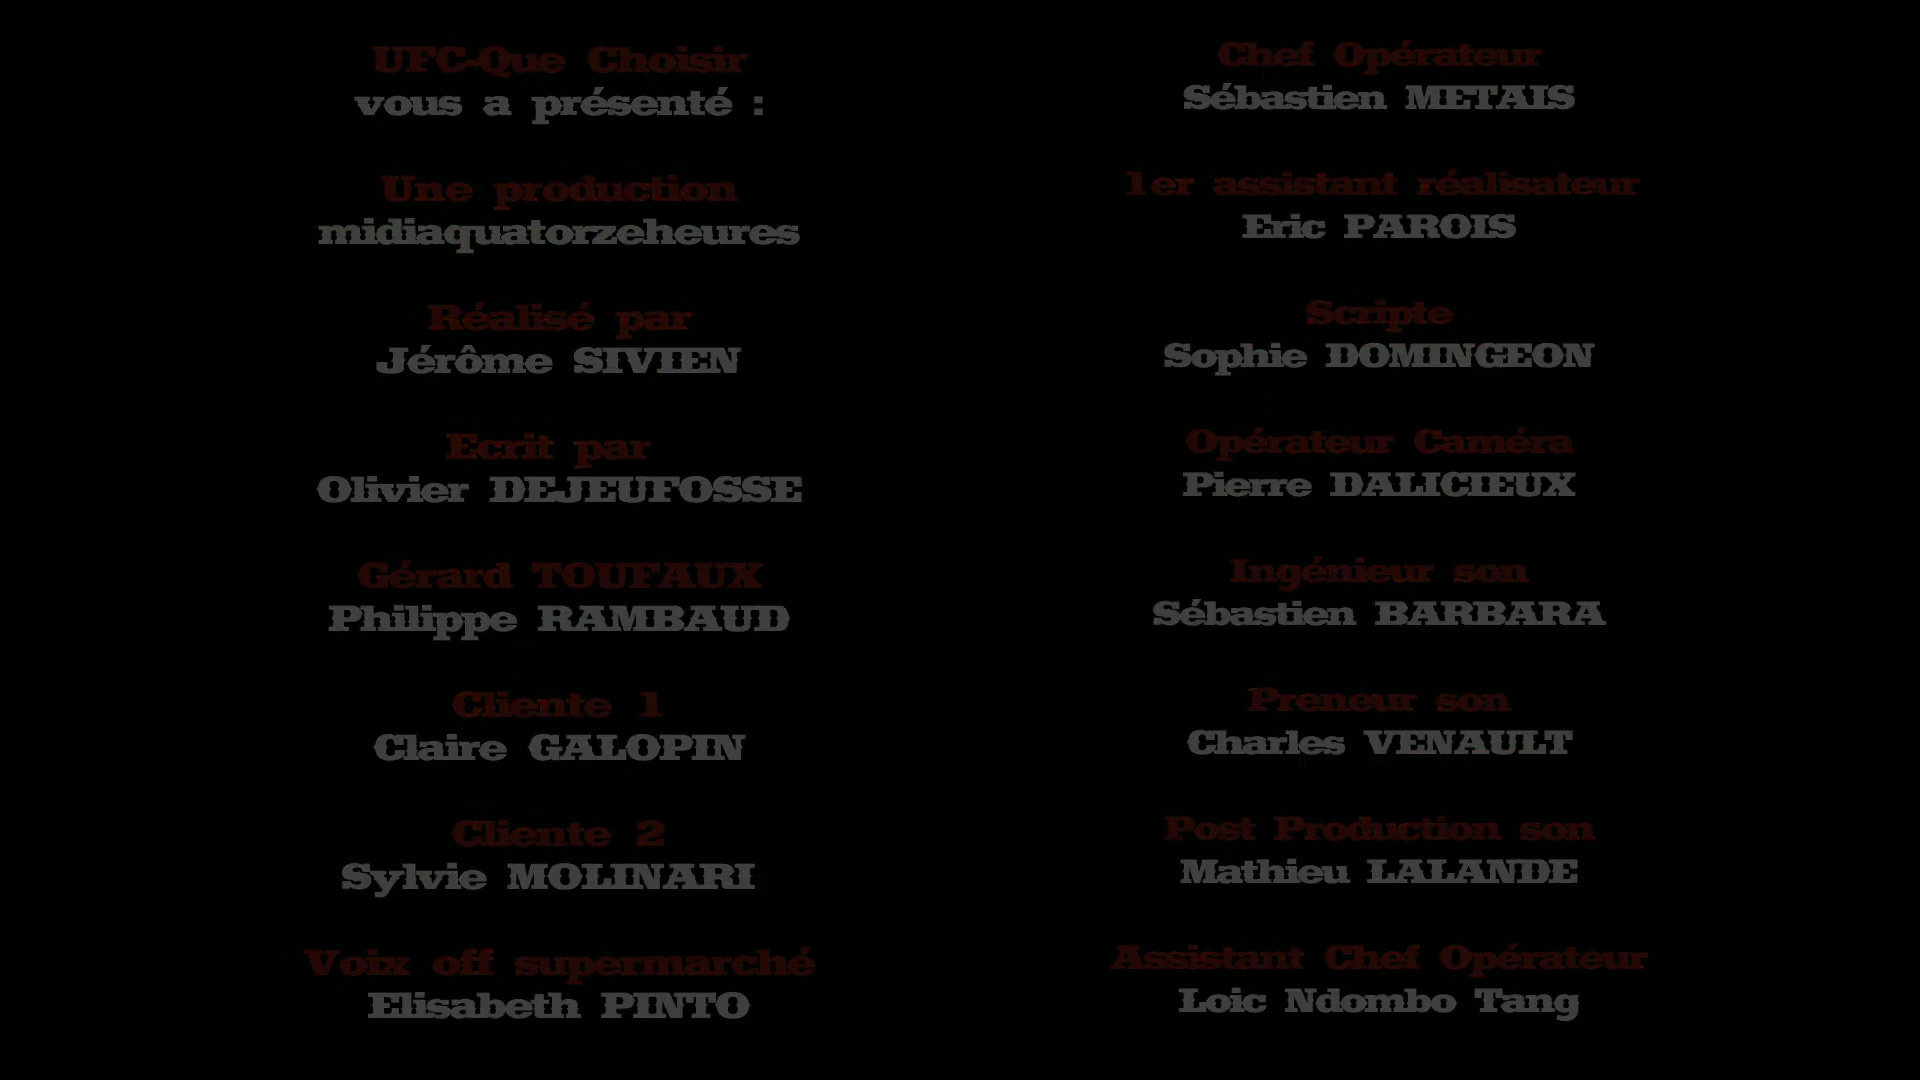 UFC-Que Choisir
vous a présenté :
Une production
midiaquatorzeheures
Réalisé par
Jérôme SIVIEN
Ecrit par
Olivier DEJEUFOSSE
Gérard TOUFAUX
Philippe RAMBAUD
Cliente 1
Claire GALOPIN
Cliente 2
Sylvie MOLINARI
Voix off supermarché
Elisabeth PINTO
Chef Opérateur
Sébastien METAIS
1er assistant réalisateur
Eric PAROIS
Scripte
Sophie DOMINGEON
Opérateur Caméra
Pierre DALICIEUX
Ingénieur son
Sébastien BARBARA
Preneur son
Charles VENAULT
Post Production son
Mathieu LALANDE
Assistant Chef Opérateur
Loic Ndombo Tang